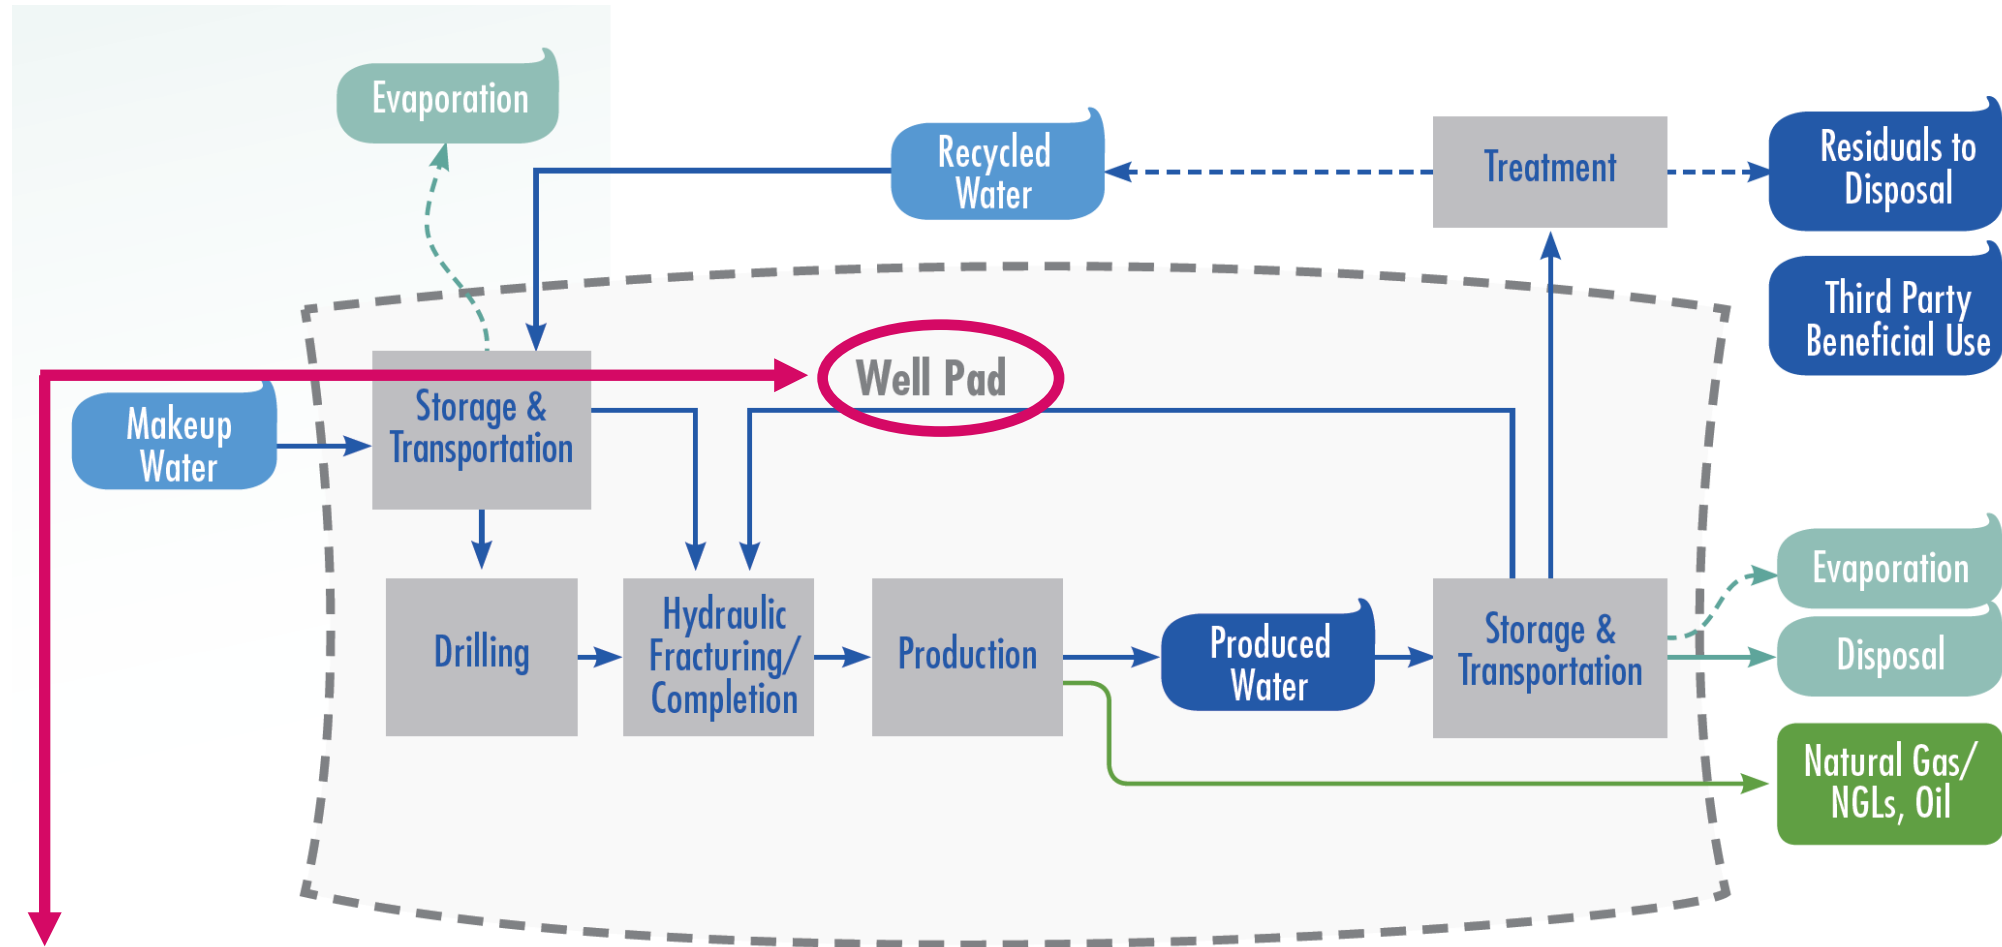 Evaporation
Recycled
Water
Treatment
Residuals to
Disposal
Third Party
Beneficial Use
Well Pad
Makeup
Water
Storage &
Transportation
Drilling
Hydraulic
Fracturing/
Completion
Production
Produced
Water
Storage &
Transportation
Evaporation
Disposal
Natural Gas/
NGLs, Oil